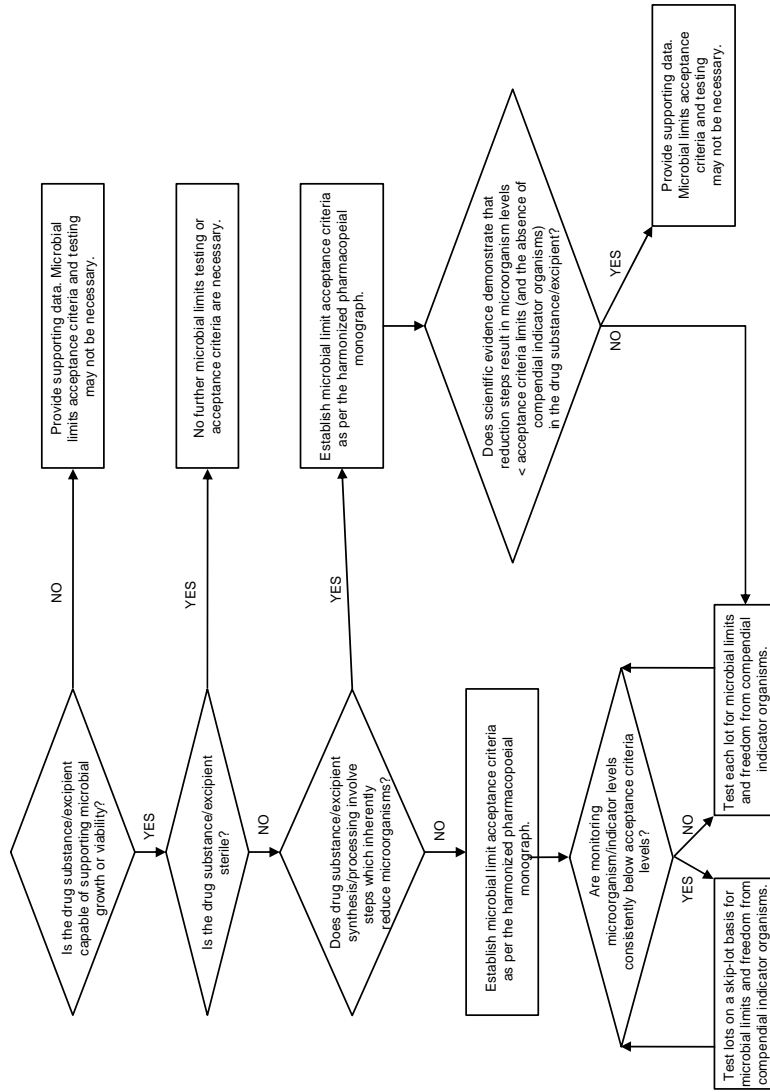 Is the drug substance/excipient
capable of supporting microbial
growth or viability?
NO
Provide supporting data. Microbial
limits acceptance criteria and testing
may not be necessary.
YES
Is the drug substance/excipient
sterile?
YES
No further microbial limits testing or
acceptance criteria are necessary.
NO
Does drug substance/excipient
synthesis/processing involve
steps which inherently
reduce microorganisms?
YES
Establish microbial limit acceptance criteria
as per the harmonized pharmacopeial
monograph.
NO
Establish microbial limit acceptance criteria
as per the harmonized pharmacopoeial
monograph.
Does scientific evidence demonstrate that
reduction steps result in microorganism levels
< acceptance criteria limits (and the absence of
compendial indicator organisms)
in the drug substance/excipient?
NO
YES
Provide supporting data.
Microbial limits acceptance
criteria and testing
may not be necessary.
Are monitoring
microorganism/indicator levels
consistently below acceptance criteria
levels?
YES
NO
Test lots on a skip-lot basis for
microbial limits and freedom from
compendial indicator organisms.
Test each lot for microbial limits
and freedom from compendial
indicator organisms.